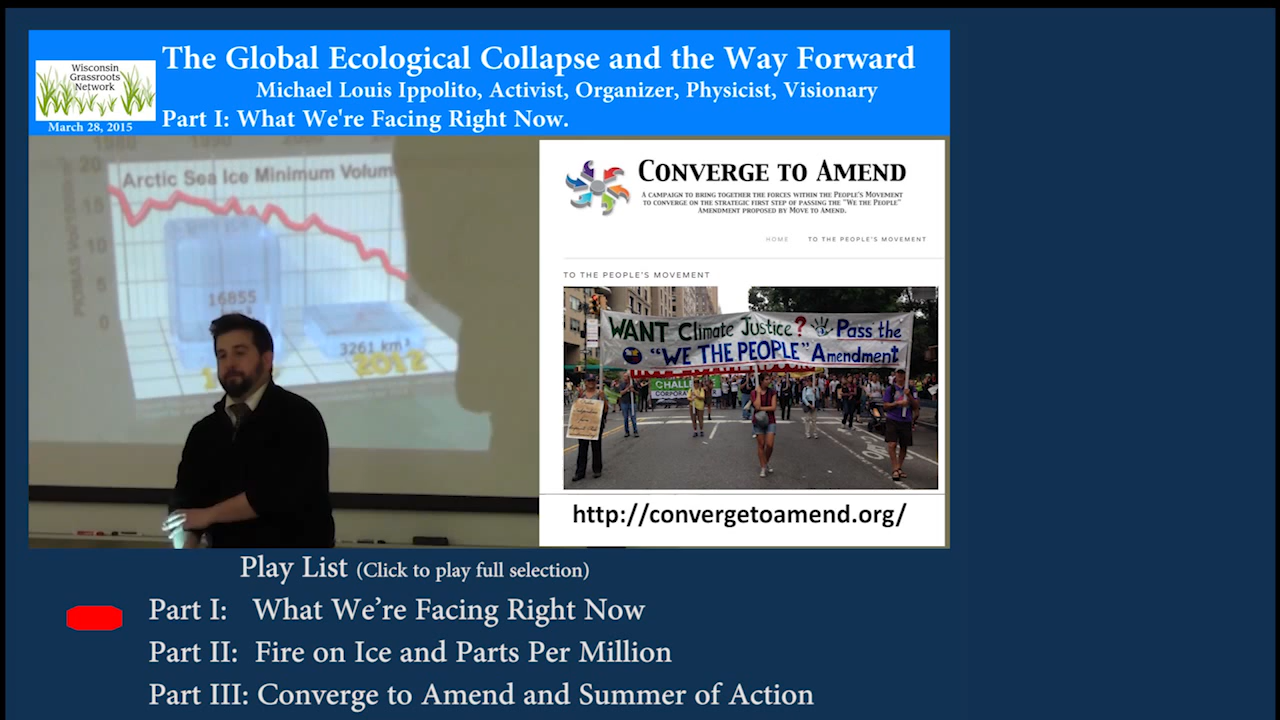 The Global Ecological Collapse and the Way Forward
Wisconsin
Grassroots
Network
Michael Louis Ippolito, Activist, Organizer, Physicist, Visionary
March 28, 2015
Part I: What We're Facing Right Now.
1980 1990
20
Arctic Sea Ice Minimum Volum
15
10
5
0
16855
3261 km³
2012
CONVERGE TO AMEND
A CAMPAIGN TO BRING TOGETHER THE FORCES WITHIN THE PEOPLE'S MOVEMENT
TO CONVERGE ON THE STRATEGIC FIRST STEP OF PASSING THE "WE THE PEOPLE"
AMENDMENT PROPOSED BY MOVE TO AMEND.
HOME TO THE PEOPLE'S MOVEMENT
TO THE PEOPLE'S MOVEMENT
WANT Climate Justice? Pass the
"WE THE PEOPLE" Amendment
CHALLE
CORPORA
http://convergetoamend.org/
Play List (Click to play full selection)
Part I: What We’re Facing Right Now
Part II: Fire on Ice and Parts Per Million
Part III: Converge to Amend and Summer of Action